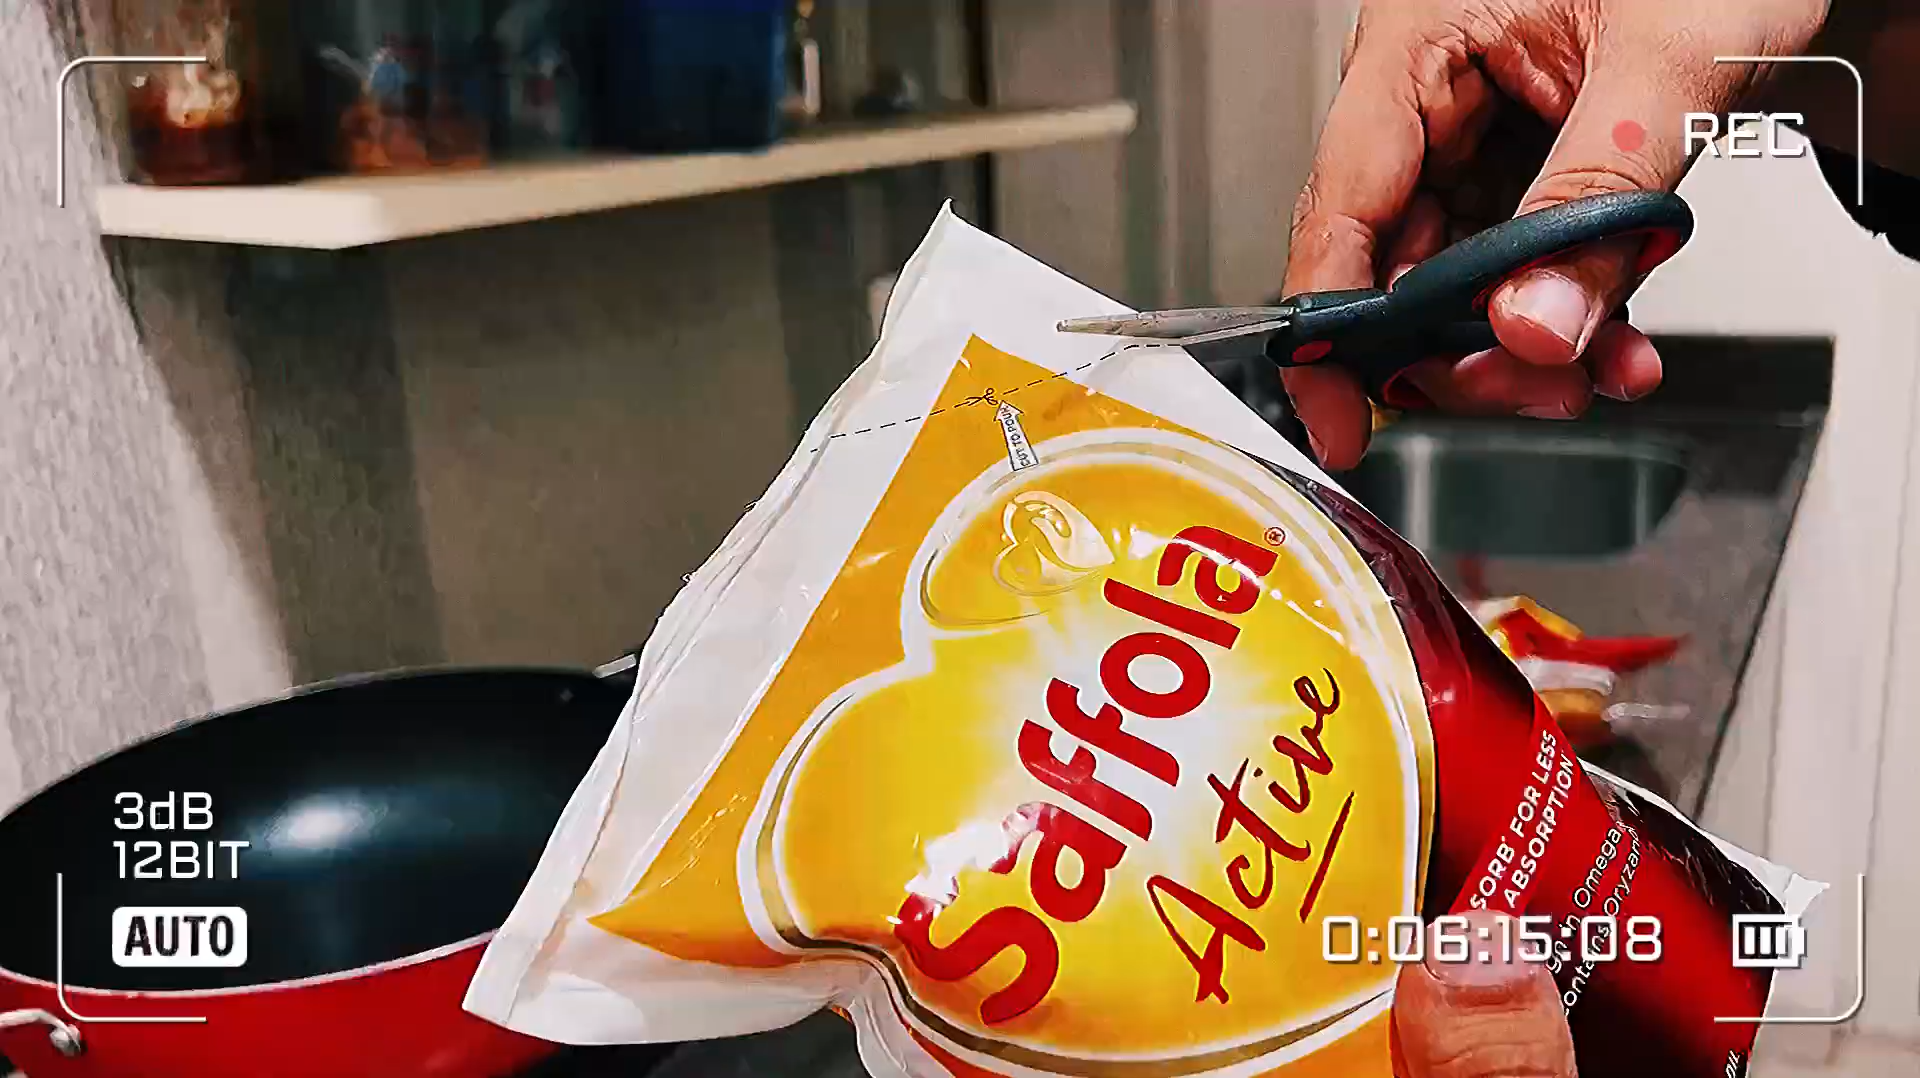 REC
CUT TO POUR
Saffola®
Active
SORB® FOR LESS
ABSORPTION*
in Omega
Oryzan
3dB
12BIT
AUTO
0:06:15:08